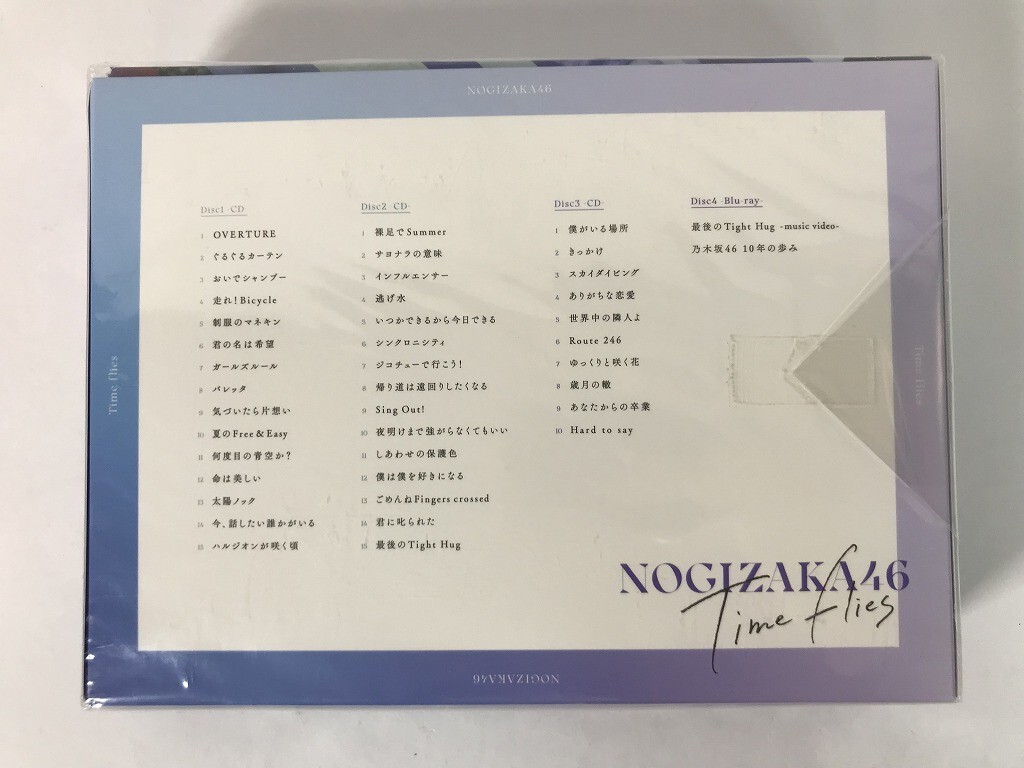 NOGIZAKA46
Disc1 -CD-
1 OVERTURE
2 ぐるぐるカーテン
3 おいでシャンプー
4 走れ!Bicycle
5 制服のマネキン
6 君の名は希望
7 ガールズルール
8 バレッタ
9 気づいたら片想い
10 夏のFree&Easy
11 何度目の青空か?
12 命は美しい
13 太陽ノック
14 今、話したい誰かがいる
15 ハルジオンが咲く頃
Disc2 -CD-
1 裸足でSummer
2 サヨナラの意味
3 インフルエンサー
4 逃げ水
5 いつかできるから今日できる
6 シンクロニシティ
7 ジコチューで行こう!
8 帰り道は遠回りしたくなる
9 Sing Out!
10 夜明けまで強がらなくてもいい
11 しあわせの保護色
12 僕は僕を好きになる
13 ごめんねFingers crossed
14 君に叱られた
15 最後のTight Hug
Disc3 -CD-
1 僕がいる場所
2 きっかけ
3 スカイダイビング
4 ありがちな恋愛
5 世界中の隣人よ
6 Route 246
7 ゆっくりと咲く花
8 歳月の轍
9 あなたからの卒業
10 Hard to say
Disc4 -Blu-ray-
最後のTight Hug -music video-
乃木坂46 10年の歩み
Time flies
Time flies
NOGIZAKA46
Time flies
NOGIZAKA46